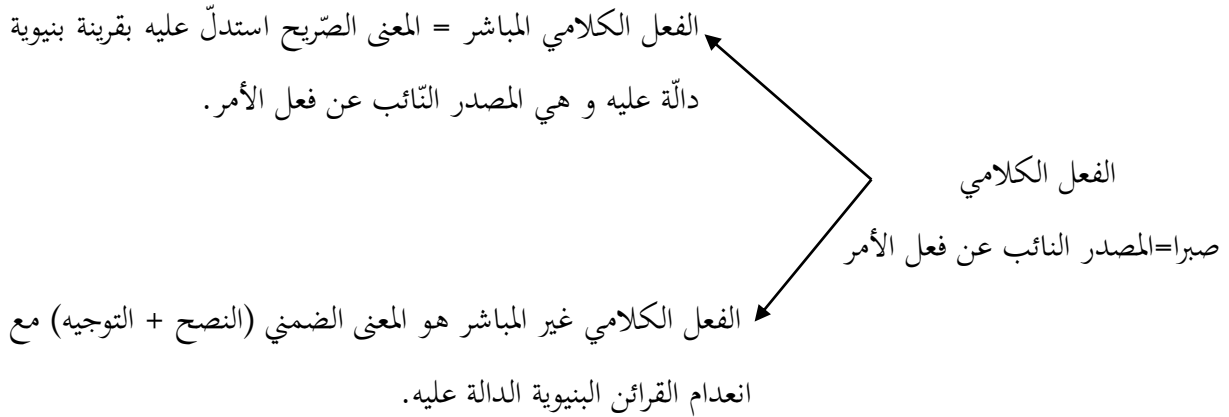 الفعل الكلامي المباشر = المعنى الصّريح استدلّ عليه بقرينة بنيوية
دالّة عليه و هي المصدر النّائب عن فعل الأمر.
الفعل الكلامي
صبرا=المصدر النائب عن فعل الأمر
الفعل الكلامي غير المباشر هو المعنى الضمني (النصح + التوجيه) مع
انعدام القرائن البنيوية الدالة عليه.